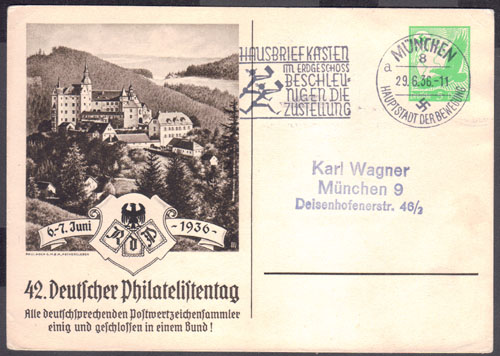 6.-7. Juni
1936
R d P
42. Deutscher Philatelistentag
Alle deutschsprechenden Postwertzeichensammler
einig und geschlossen in einem Bund!
HAUSBRIEFKASTEN
IM ERDGESCHOSS
BESCHLEU-
NIGEN DIE
ZUSTELLUNG
MÜNCHEN
8
a
29.6.36.-11
HAUPTSTADT DER BEWEGUNG
Karl Wagner
München 9
Deisenhofenerstr. 46/2